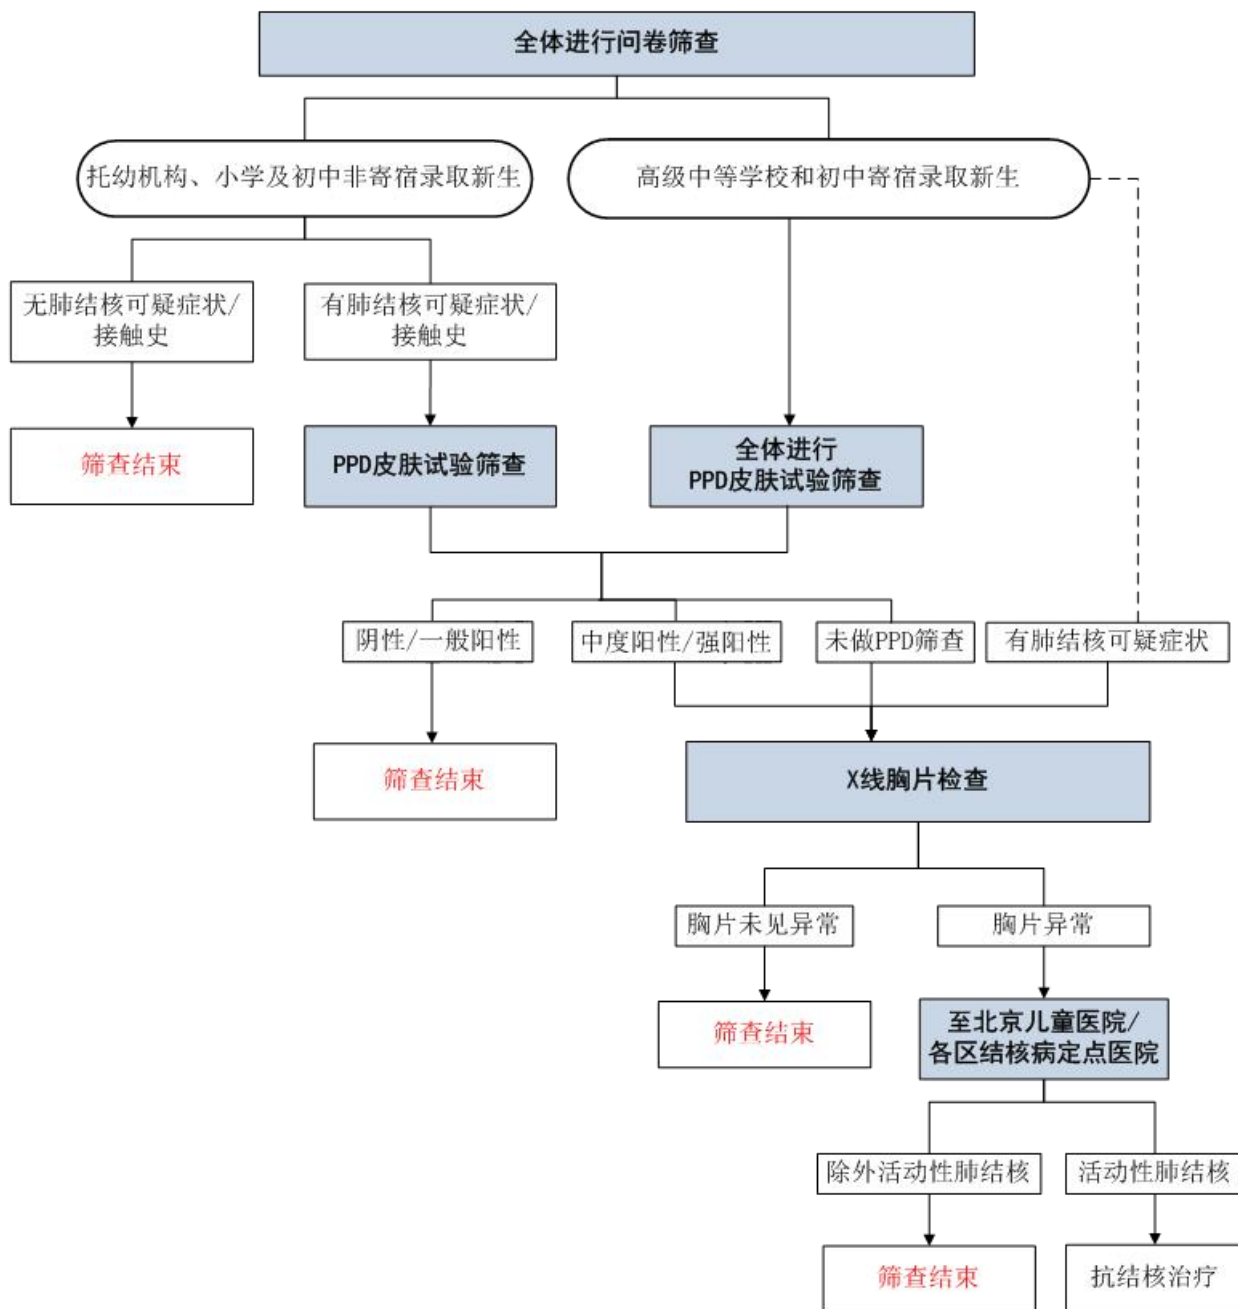 全体进行问卷筛查
托幼机构、小学及初中非寄宿录取新生
高级中等学校和初中寄宿录取新生
无肺结核可疑症状/
接触史
有肺结核可疑症状/
接触史
筛查结束
PPD皮肤试验筛查
全体进行
PPD皮肤试验筛查
阴性/一般阳性
中度阳性/强阳性
未做PPD筛查
有肺结核可疑症状
筛查结束
X线胸片检查
胸片未见异常
胸片异常
筛查结束
至北京儿童医院/
各区结核病定点医院
除外活动性肺结核
活动性肺结核
筛查结束
抗结核治疗